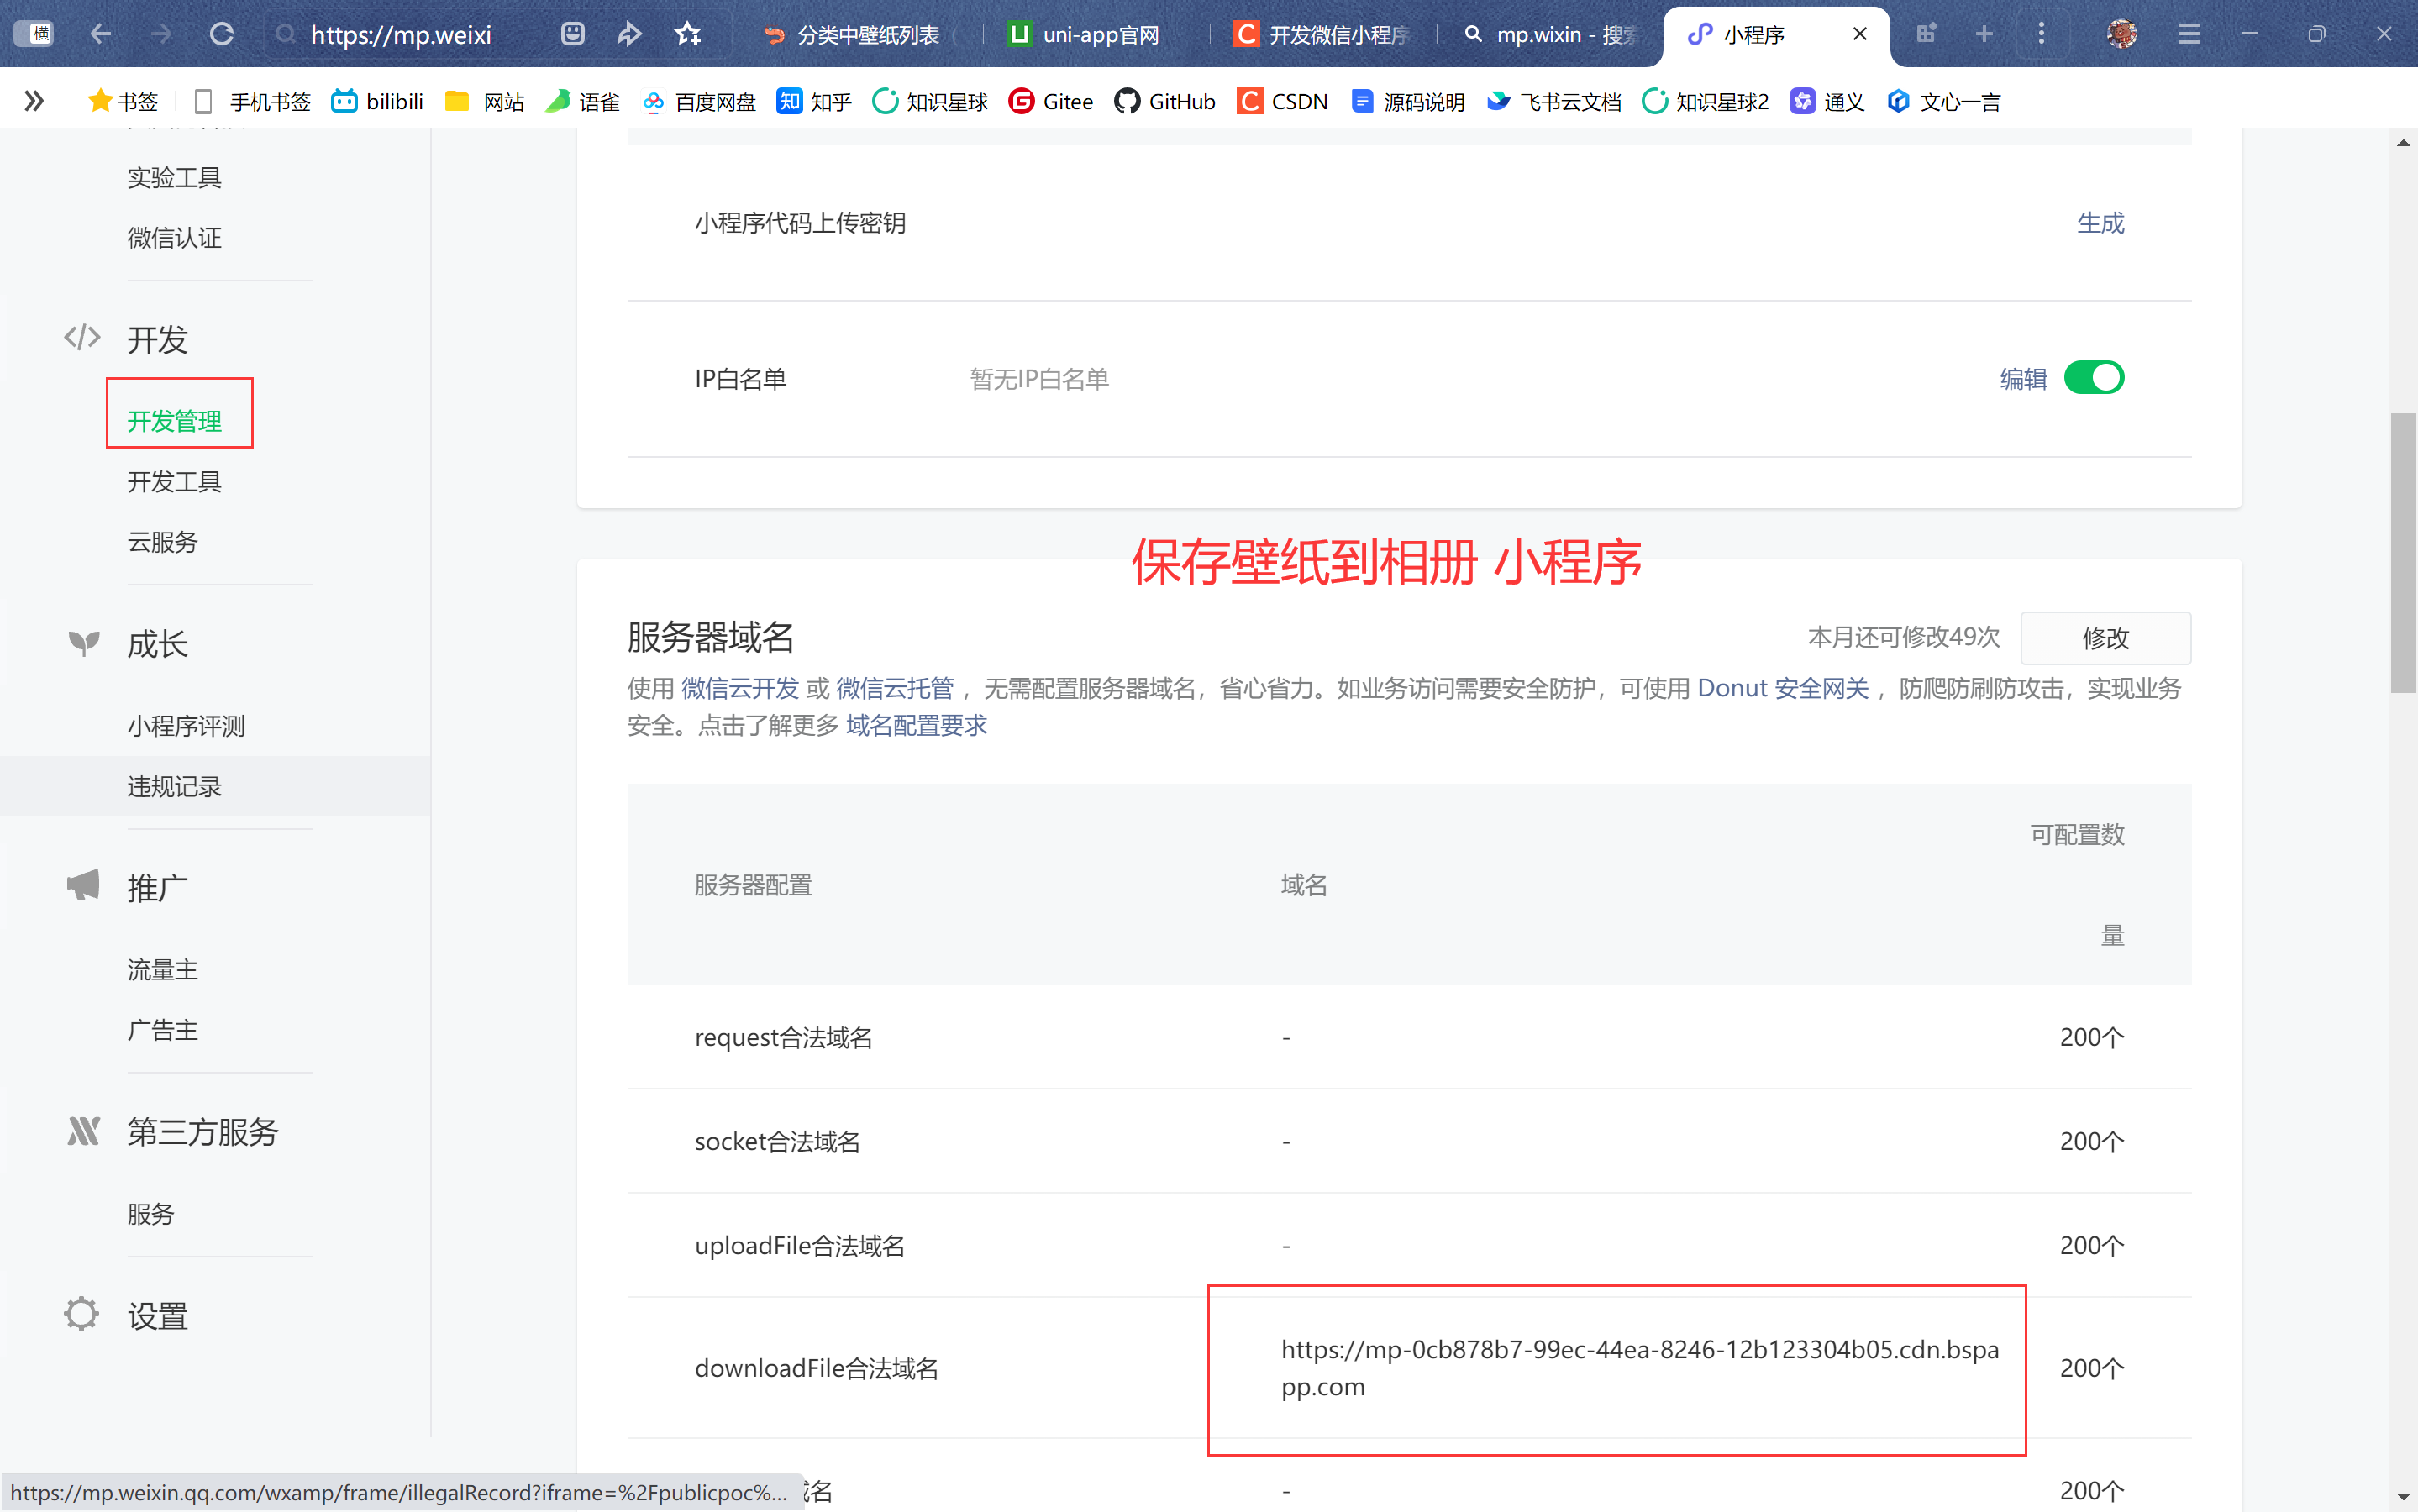 横
https://mp.weixi
分类中壁纸列表
uni-app官网
开发微信小程序
mp.wixin - 搜索
小程序
书签
手机书签
bilibili
网站
语雀
百度网盘
知 知乎
知识星球
Gitee
GitHub
CSDN
源码说明
飞书云文档
知识星球2
通义
文心一言
实验工具
微信认证
开发
开发管理
开发工具
云服务
成长
小程序评测
违规记录
推广
流量主
广告主
第三方服务
服务
设置
小程序代码上传密钥
生成
IP白名单
暂无IP白名单
编辑
保存壁纸到相册 小程序
服务器域名
本月还可修改49次
修改
使用 微信云开发 或 微信云托管 ，无需配置服务器域名，省心省力。如业务访问需要安全防护，可使用 Donut 安全网关 ，防爬防刷防攻击，实现业务
安全。点击了解更多 域名配置要求
服务器配置
域名
可配置数
量
request合法域名
-
200个
socket合法域名
-
200个
uploadFile合法域名
-
200个
downloadFile合法域名
https://mp-0cb878b7-99ec-44ea-8246-12b123304b05.cdn.bspa
pp.com
200个
域名
-
200个
https://mp.weixin.qq.com/wxamp/frame/illegalRecord?iframe=%2Fpublicpoc%...